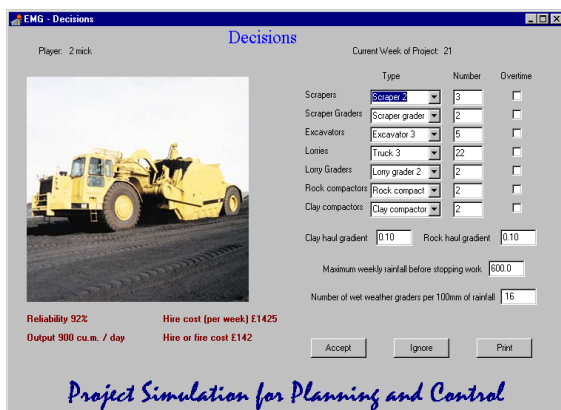 EMG - Decisions
Decisions
Player: 2 mick
Current Week of Project: 21
Type Number Overtime
Scrapers Scraper 2 3
Scraper Graders Scraper grader 2
Excavators Excavator 3 5
Lorries Truck 3 22
Lorry Graders Lorry grader 2 2
Rock compactors Rock compact 2
Clay compactors Clay compactor 2
Clay haul gradient 0.10 Rock haul gradient 0.10
Maximum weekly rainfall before stopping work 600.0
Number of wet weather graders per 100mm of rainfall 16
Reliability 92% Hire cost (per week) £1425
Output 900 cu.m. / day Hire or fire cost £142
Accept Ignore Print
Project Simulation for Planning and Control